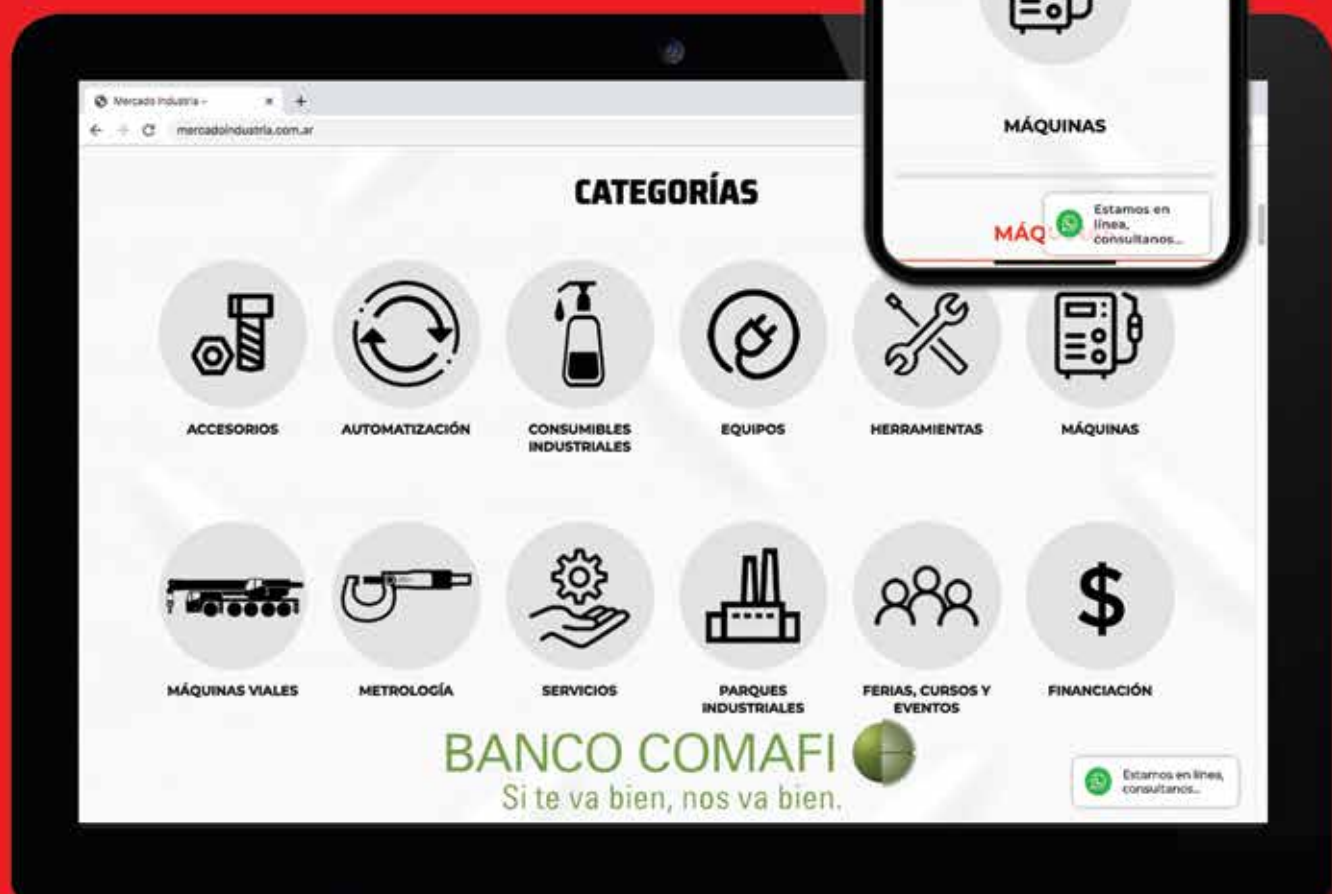 Mercado Industria -
mercadoindustria.com.ar
MÁQUINAS
Estamos en
línea,
consultanos...
MÁQ
CATEGORÍAS
ACCESORIOS
AUTOMATIZACIÓN
CONSUMIBLES
INDUSTRIALES
EQUIPOS
HERRAMIENTAS
MÁQUINAS
MÁQUINAS VIALES
METROLOGÍA
SERVICIOS
PARQUES
INDUSTRIALES
FERIAS, CURSOS Y
EVENTOS
FINANCIACIÓN
$
BANCO COMAFI
Si te va bien, nos va bien.
Estamos en línea,
consultanos...